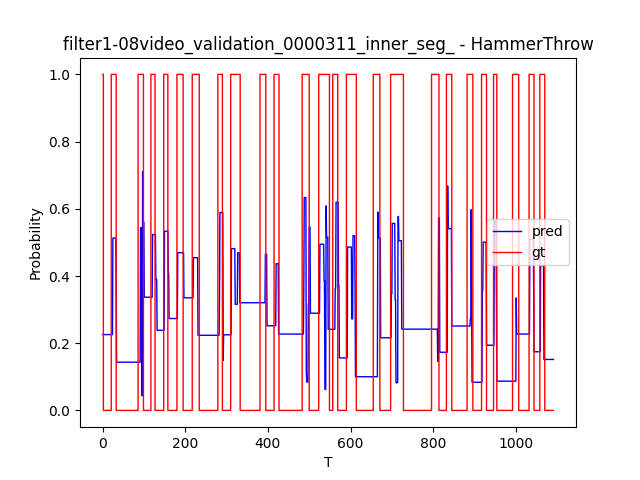 filter1-08video_validation_0000311_inner_seg_ - HammerThrow
1.0
0.8
0.6
0.4
0.2
0.0
Probability
pred
gt
0 200 400 600 800 1000
T